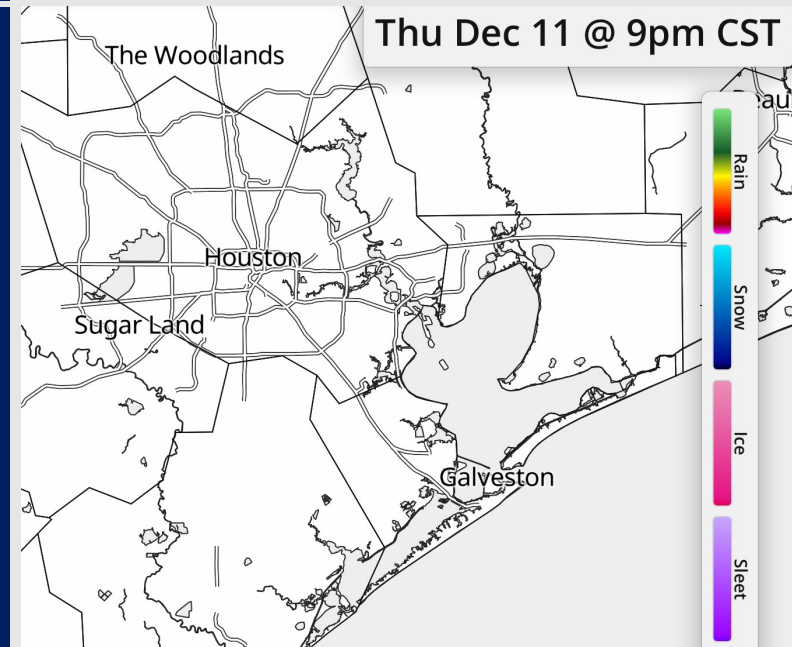 Thu Dec 11 @ 9pm CST
The Woodlands
Rain
Houston
Snow
Sugar Land
Ice
Galveston
Sleet